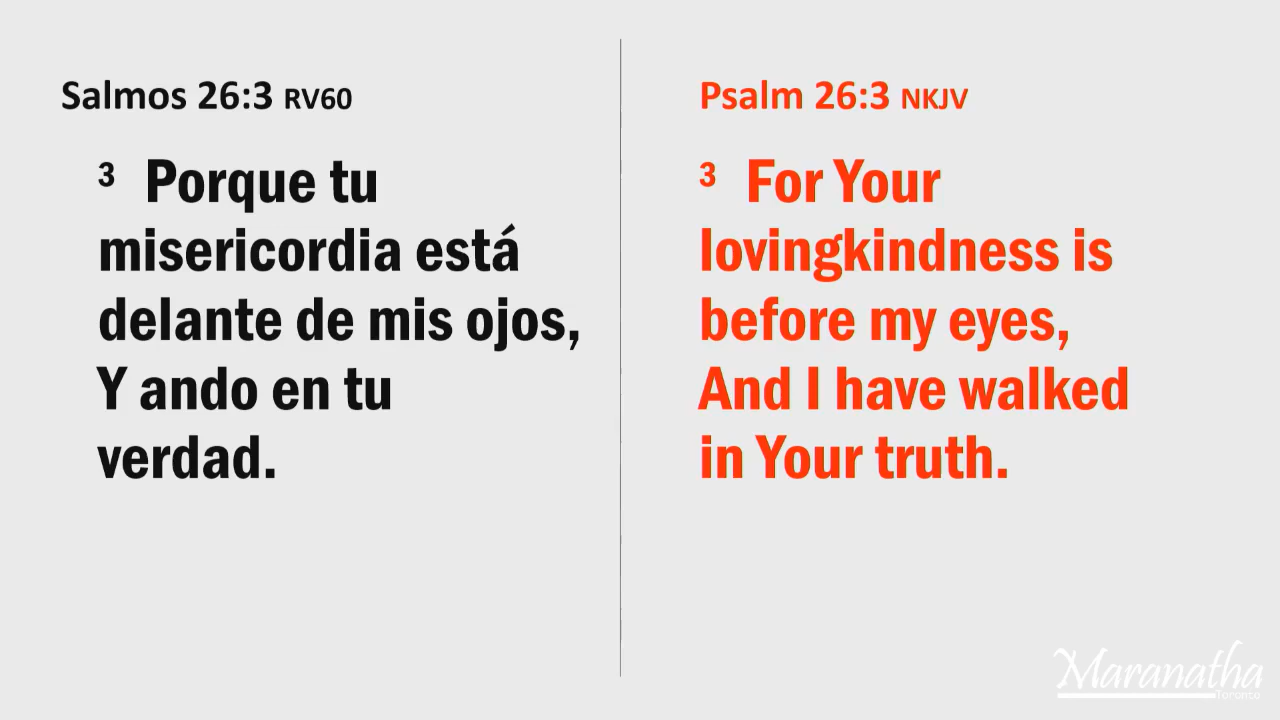 Salmos 26:3 RV60
3 Porque tu
misericordia está
delante de mis ojos,
Y ando en tu
verdad.
Psalm 26:3 NKJV
3 For Your
lovingkindness is
before my eyes,
And I have walked
in Your truth.
Maranatha
Toronto